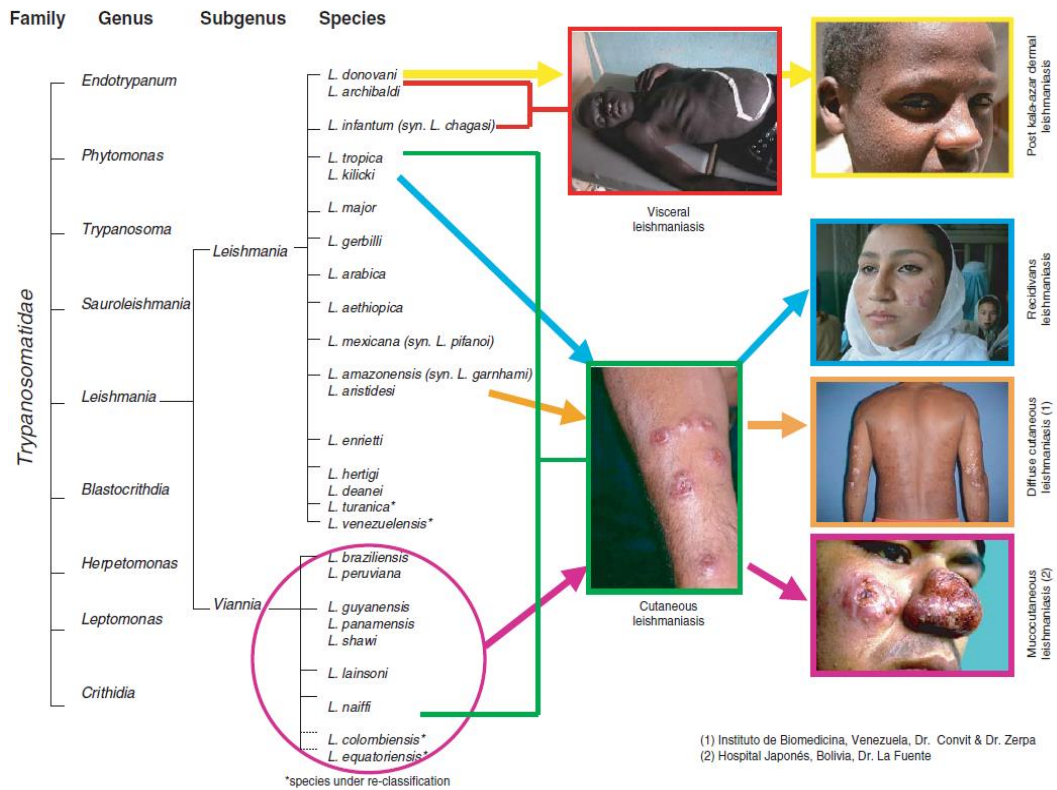 Family Genus Subgenus Species
Trypanosomatidae
Endotrypanum
Phytomonas
Trypanosoma
Sauroleishmania
Leishmania
Blastocrithdia
Herpetomonas
Leptomonas
Crithidia
Leishmania
Viannia
L. donovani
L. archibaldi
L. infantum (syn. L. chagasi)
L. tropica
L. kilicki
L. major
L. gerbilli
L. arabica
L. aethiopica
L. mexicana (syn. L. pifanoi)
L. amazonensis (syn. L. garnhami)
L. aristidesi
L. enrietti
L. hertigi
L. deanei
L. turanica*
L. venezuelensis*
L. braziliensis
L. peruviana
L. guyanensis
L. panamensis
L. shawi
L. lainsoni
L. naiffi
L. colombiensis*
L. equatoriensis*
*species under re-classification
Visceral
leishmaniasis
Cutaneous
leishmaniasis
Post kala-azar dermal
leishmaniasis
Recidivans
leishmaniasis
Diffuse cutaneous
leishmaniasis (1)
Mucocutaneous
leishmaniasis (2)
(1) Instituto de Biomedicina, Venezuela, Dr. Convit & Dr. Zerpa
(2) Hospital Japonés, Bolivia, Dr. La Fuente